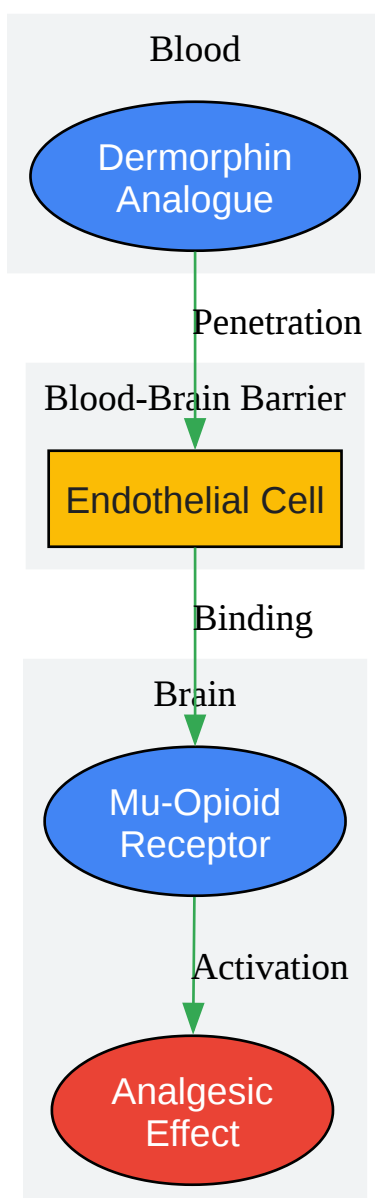 Blood
Dermorphin
Analogue
Penetration
Blood-Brain Barrier
Endothelial Cell
Binding
Brain
Mu-Opioid
Receptor
Activation
Analgesic
Effect